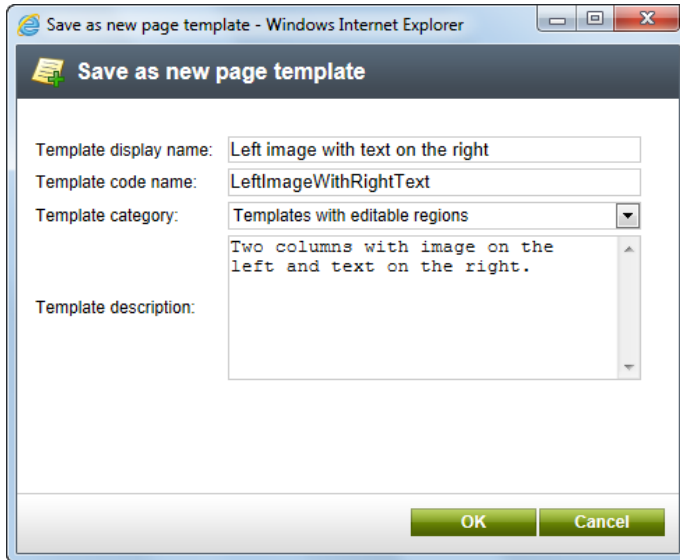 Save as new page template - Windows Internet Explorer
Save as new page template
Template display name: Left image with text on the right
Template code name: LeftImageWithRightText
Template category: Templates with editable regions
Two columns with image on the
left and text on the right.
Template description:
OK Cancel